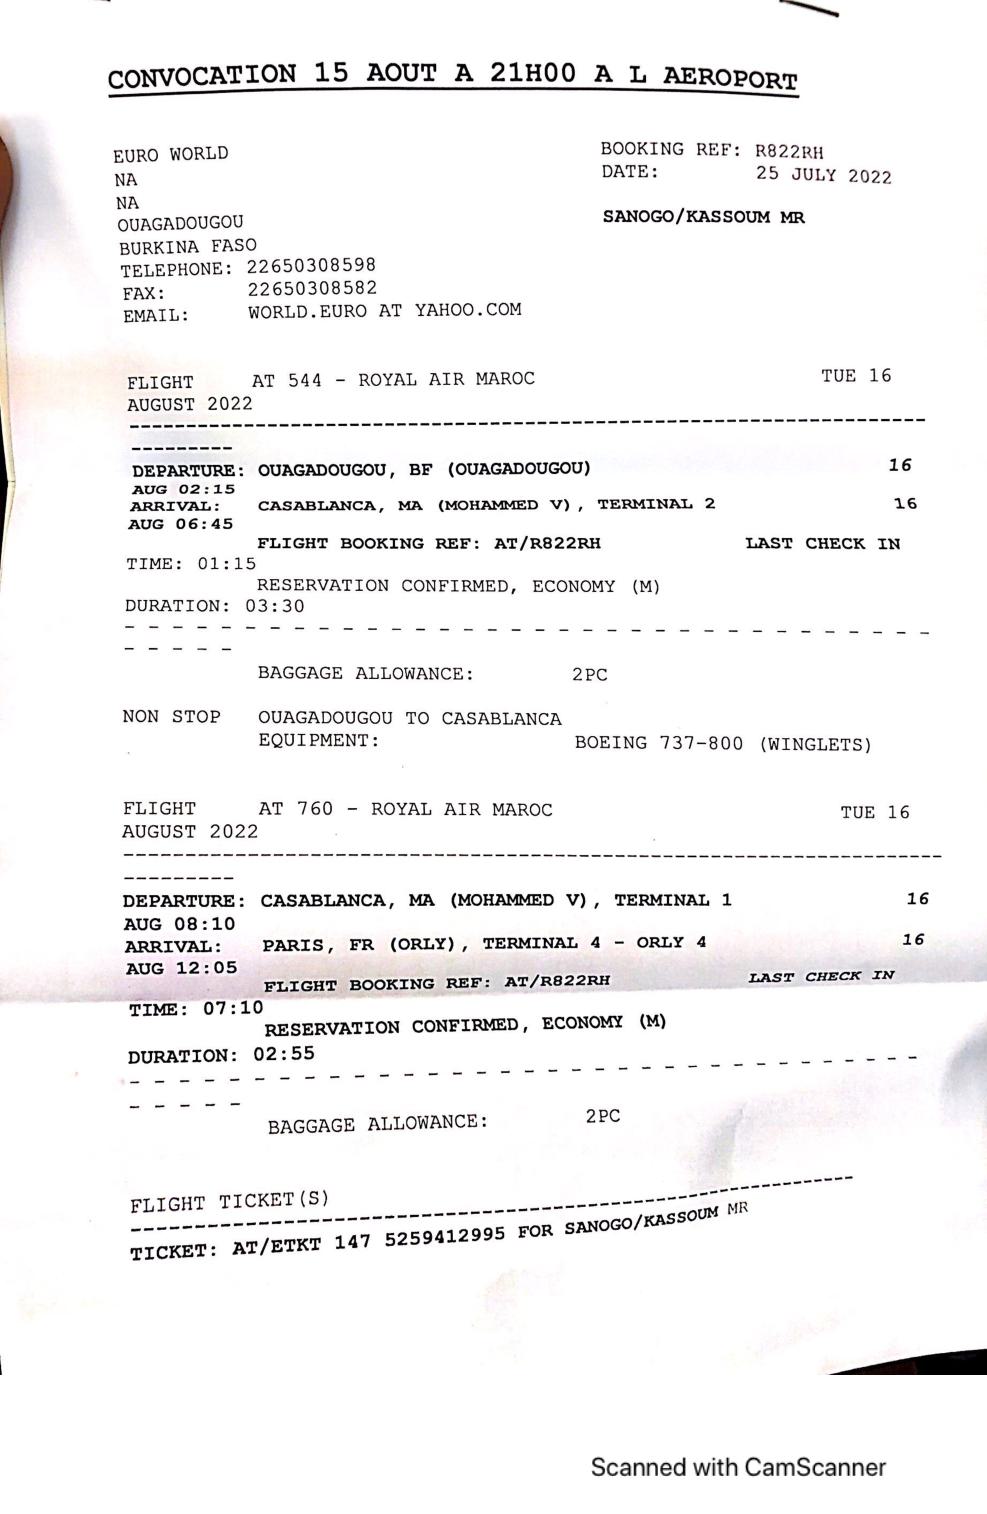 CONVOCATION 15 AOUT A 21H00 A L AEROPORT
EURO WORLD
NA
NA
OUAGADOUGOU
BURKINA FASO
TELEPHONE: 22650308598
FAX: 22650308582
EMAIL: WORLD.EURO AT YAHOO.COM
BOOKING REF: R822RH
DATE: 25 JULY 2022
SANOGO/KASSOUM MR
FLIGHT AT 544 - ROYAL AIR MAROC TUE 16
AUGUST 2022
--------------------------------------------------------------------
---------
DEPARTURE: OUAGADOUGOU, BF (OUAGADOUGOU) 16
AUG 02:15
ARRIVAL: CASABLANCA, MA (MOHAMMED V), TERMINAL 2 16
AUG 06:45
FLIGHT BOOKING REF: AT/R822RH LAST CHECK IN
TIME: 01:15
RESERVATION CONFIRMED, ECONOMY (M)
DURATION: 03:30
- - - - - - - - - - - - - - - - - - - - - - - - - - - - - - - - - -
- - - - -
BAGGAGE ALLOWANCE: 2PC
NON STOP OUAGADOUGOU TO CASABLANCA
EQUIPMENT: BOEING 737-800 (WINGLETS)
FLIGHT AT 760 - ROYAL AIR MAROC TUE 16
AUGUST 2022
--------------------------------------------------------------------
---------
DEPARTURE: CASABLANCA, MA (MOHAMMED V), TERMINAL 1 16
AUG 08:10
ARRIVAL: PARIS, FR (ORLY), TERMINAL 4 - ORLY 4 16
AUG 12:05
FLIGHT BOOKING REF: AT/R822RH LAST CHECK IN
TIME: 07:10
RESERVATION CONFIRMED, ECONOMY (M)
DURATION: 02:55
- - - - - - - - - - - - - - - - - - - - - - - - - - - - - - - - - -
- - - - -
BAGGAGE ALLOWANCE: 2PC
FLIGHT TICKET(S)
--------------------------------------------------------------------
TICKET: AT/ETKT 147 5259412995 FOR SANOGO/KASSOUM MR
Scanned with CamScanner